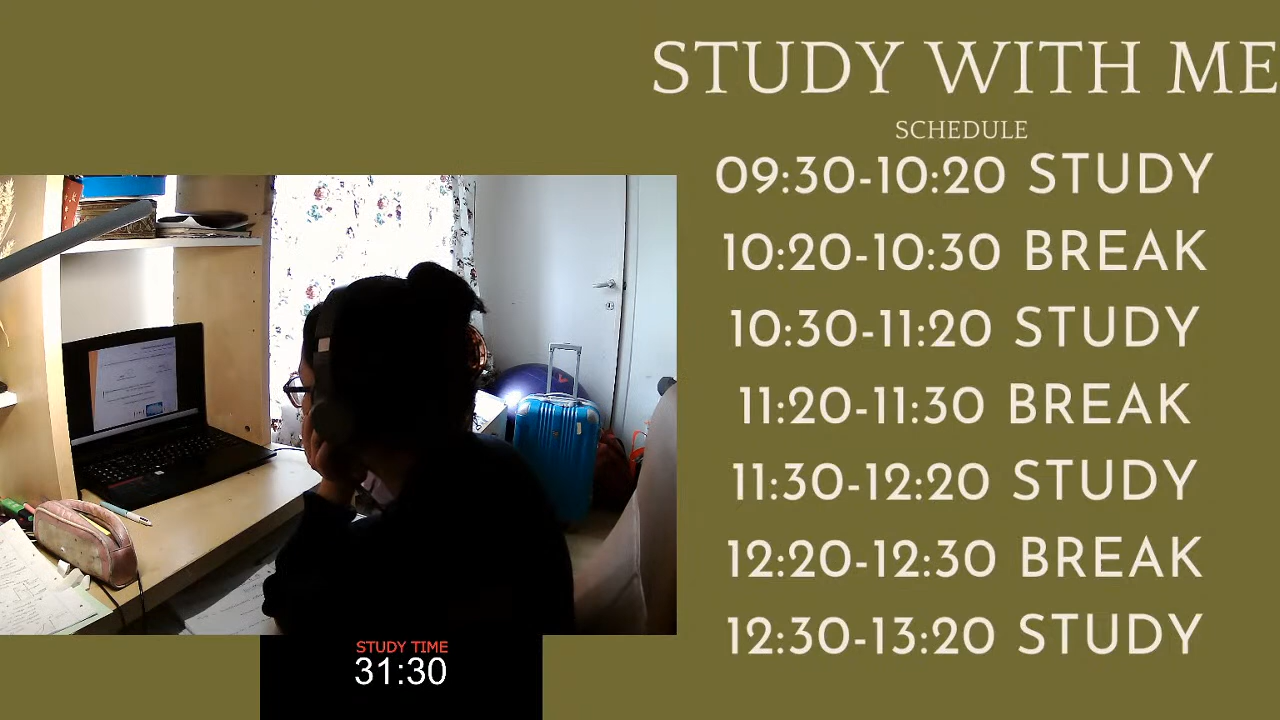 STUDY WITH ME
SCHEDULE
09:30-10:20 STUDY
10:20-10:30 BREAK
10:30-11:20 STUDY
11:20-11:30 BREAK
11:30-12:20 STUDY
12:20-12:30 BREAK
12:30-13:20 STUDY
STUDY TIME
31:30